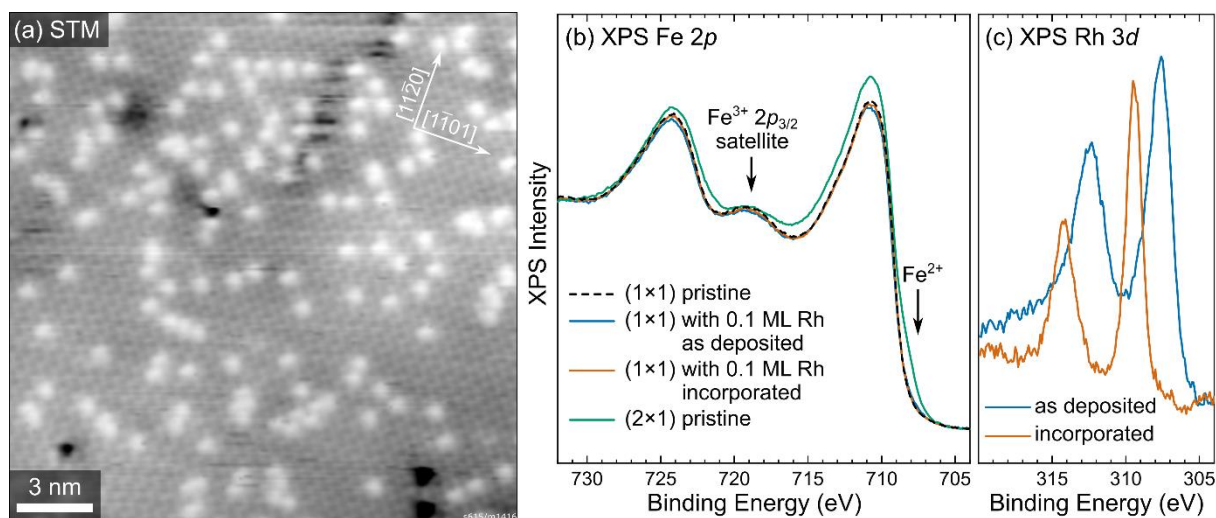 (a) STM
[112̄0]
[11̄01]
3 nm
(b) XPS Fe 2p
Fe³⁺ 2p₃/₂
satellite
Fe²⁺
(1×1) pristine
(1×1) with 0.1 ML Rh
as deposited
(1×1) with 0.1 ML Rh
incorporated
(2×1) pristine
XPS Intensity
730 725 720 715 710 705
Binding Energy (eV)
(c) XPS Rh 3d
as deposited
incorporated
315 310 305
Binding Energy (eV)